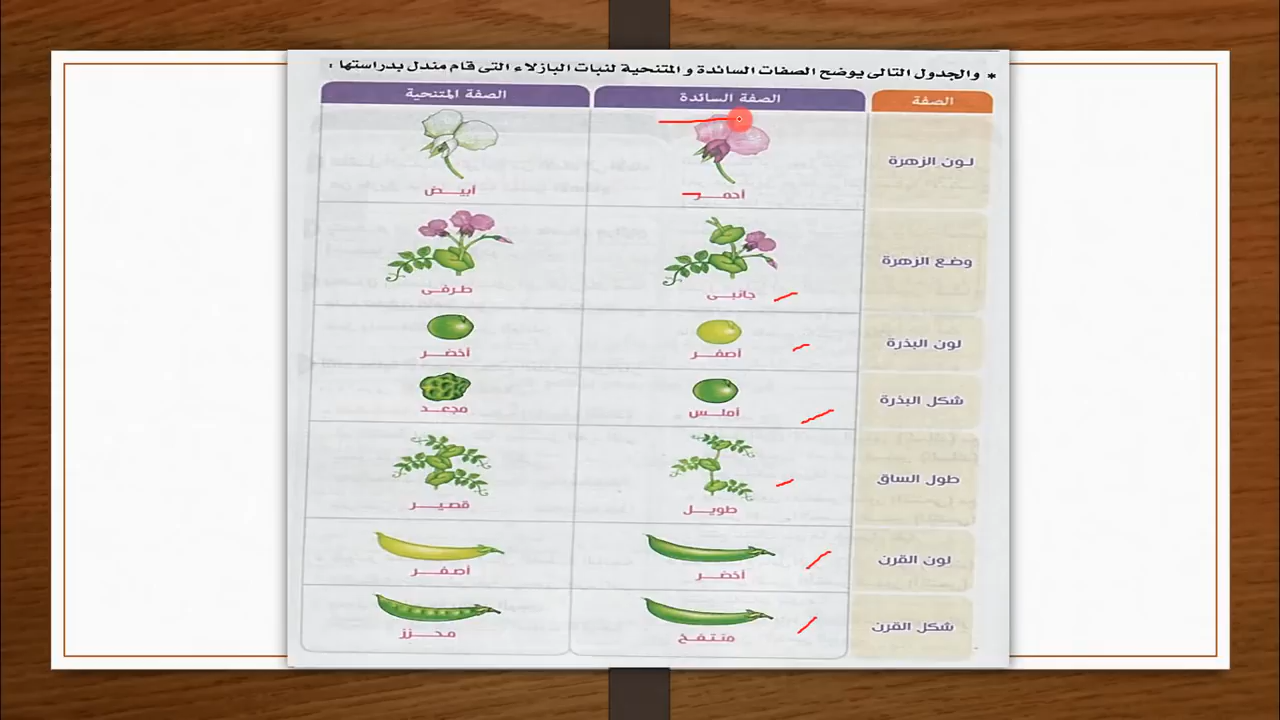 * والجدول التالى يوضح الصفات السائدة و المتنحية لنبات البازلاء التى قام مندل بدراستها :
الصفة الصفة السائدة الصفة المتنحية
لون الزهرة أحمر أبيض
وضع الزهرة جانبى طرفى
لون البذرة أصفر أخضر
شكل البذرة أملس مجعد
طول الساق طويل قصير
لون القرن أخضر أصفر
شكل القرن منتفخ محزز